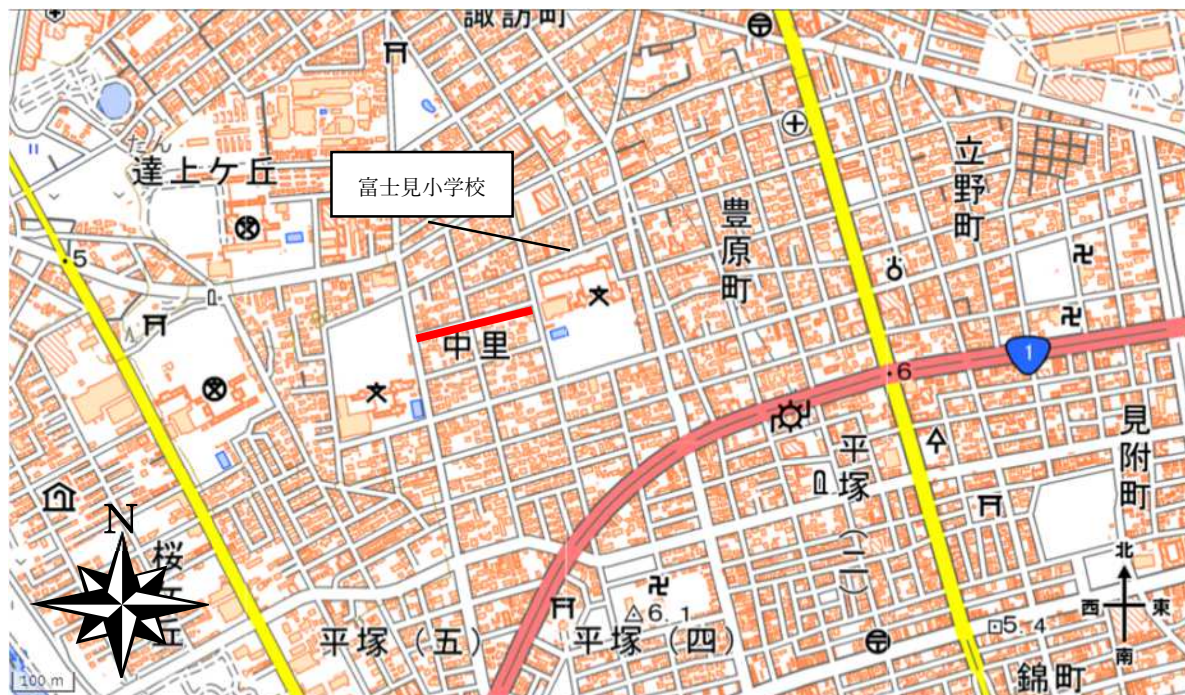 諏訪町
たん
達上ケ丘
富士見小学校
立野町
豊原町
5
中里
1
6
見附町
平塚(二)
N
桜ケ丘
北
西
東
南
6.1
5.4
平塚(五)
平塚(四)
錦町
100 m